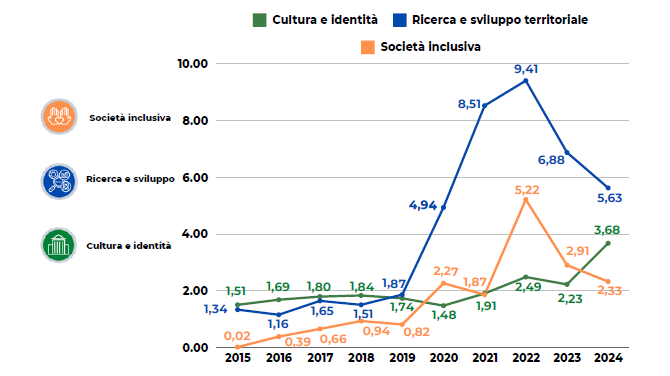 Cultura e identità Ricerca e sviluppo territoriale
Società inclusiva
10.00
8.00
6.00
4.00
2.00
0.00
Società inclusiva
Ricerca e sviluppo
Cultura e identità
1,51 1,69 1,80 1,84 1,74 1,48 1,91 2,49 2,23 3,68
1,34 1,16 1,65 1,51 1,87 4,94 8,51 9,41 6,88 5,63
0,02 0,39 0,66 0,94 0,82 2,27 1,87 5,22 2,91 2,33
2015 2016 2017 2018 2019 2020 2021 2022 2023 2024